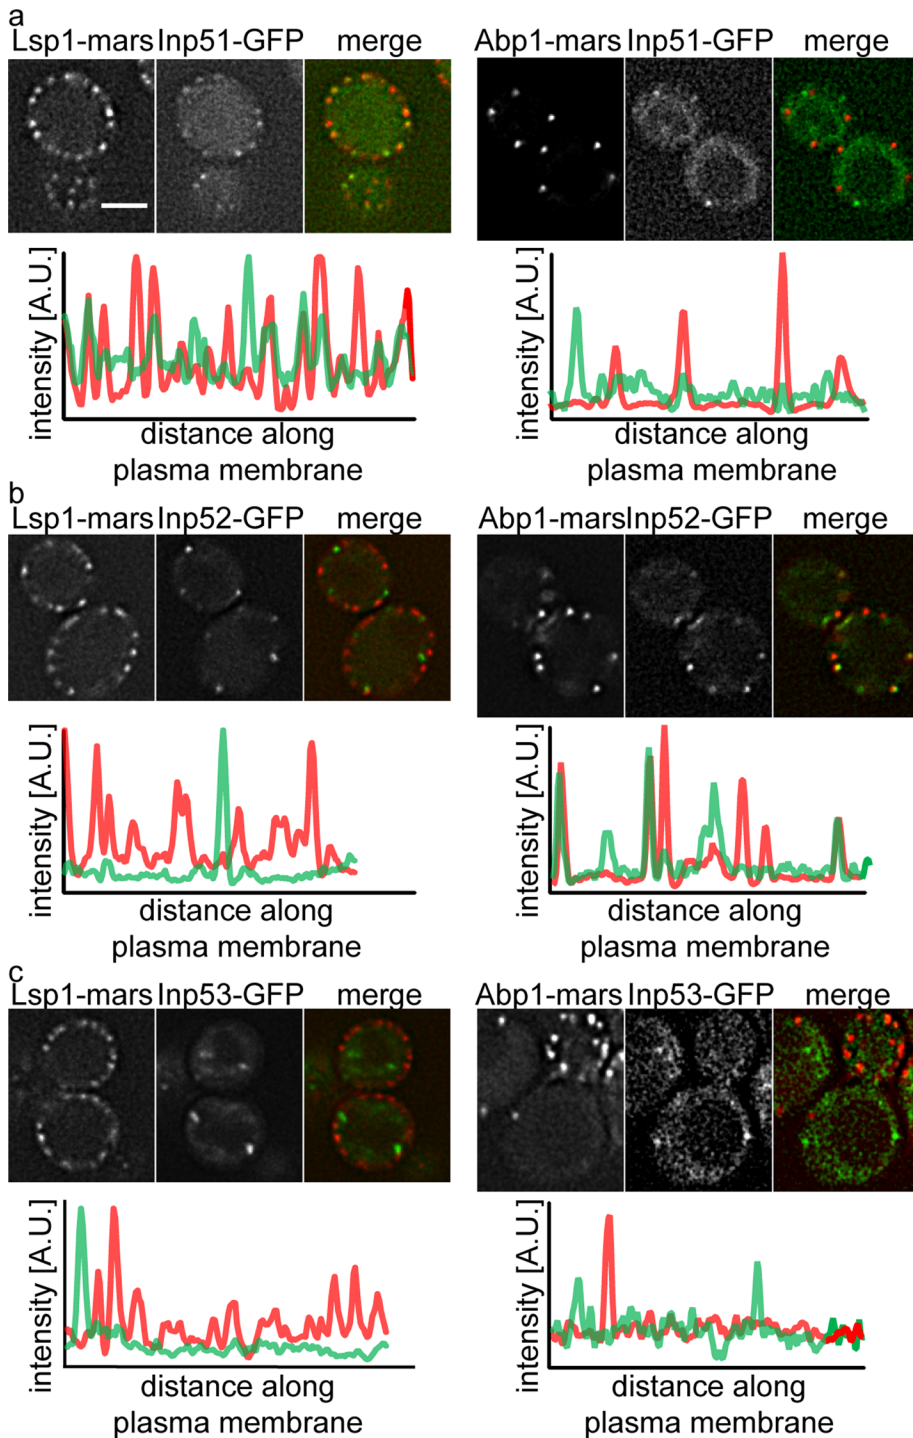 a
Lsp1-mars Inp51-GFP merge
Abp1-mars Inp51-GFP merge
intensity [A.U.]
distance along
plasma membrane
intensity [A.U.]
distance along
plasma membrane
b
Lsp1-mars Inp52-GFP merge
Abp1-mars Inp52-GFP merge
intensity [A.U.]
distance along
plasma membrane
intensity [A.U.]
distance along
plasma membrane
c
Lsp1-mars Inp53-GFP merge
Abp1-mars Inp53-GFP merge
intensity [A.U.]
distance along
plasma membrane
intensity [A.U.]
distance along
plasma membrane